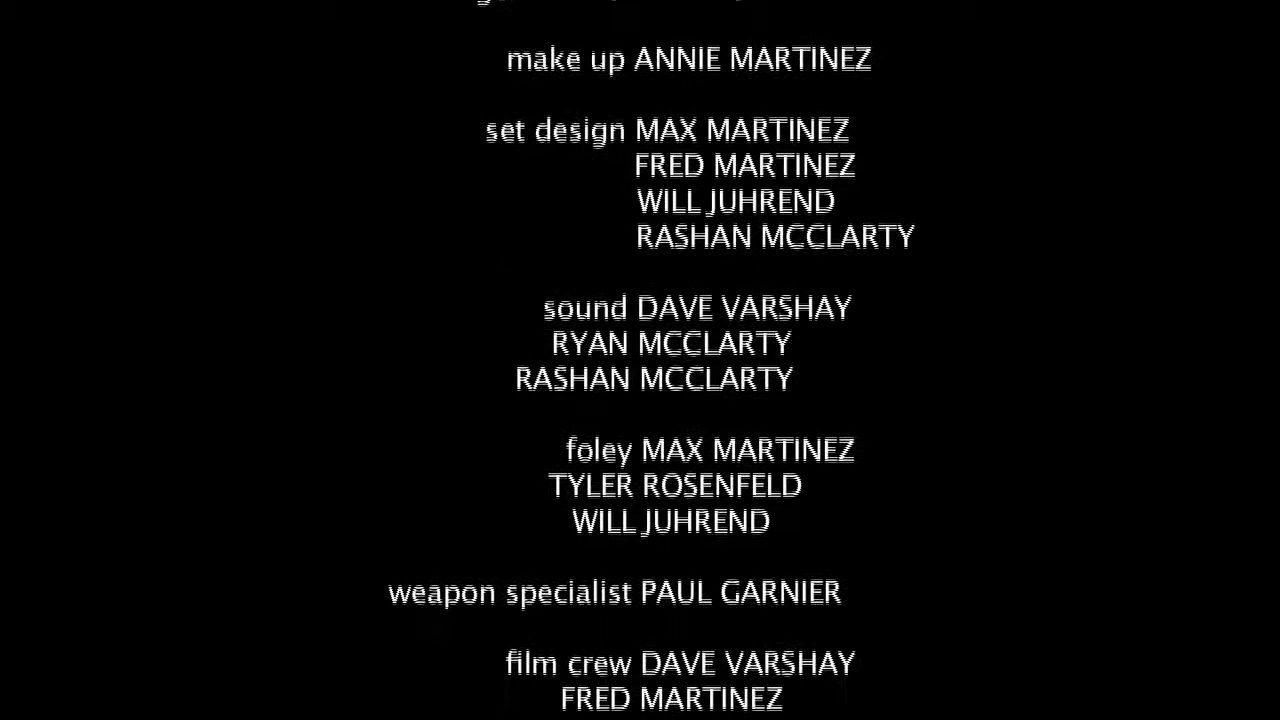 make up ANNIE MARTINEZ
set design MAX MARTINEZ
FRED MARTINEZ
WILL JUHREND
RASHAN MCCLARTY
sound DAVE VARSHAY
RYAN MCCLARTY
RASHAN MCCLARTY
foley MAX MARTINEZ
TYLER ROSENFELD
WILL JUHREND
weapon specialist PAUL GARNIER
film crew DAVE VARSHAY
FRED MARTINEZ